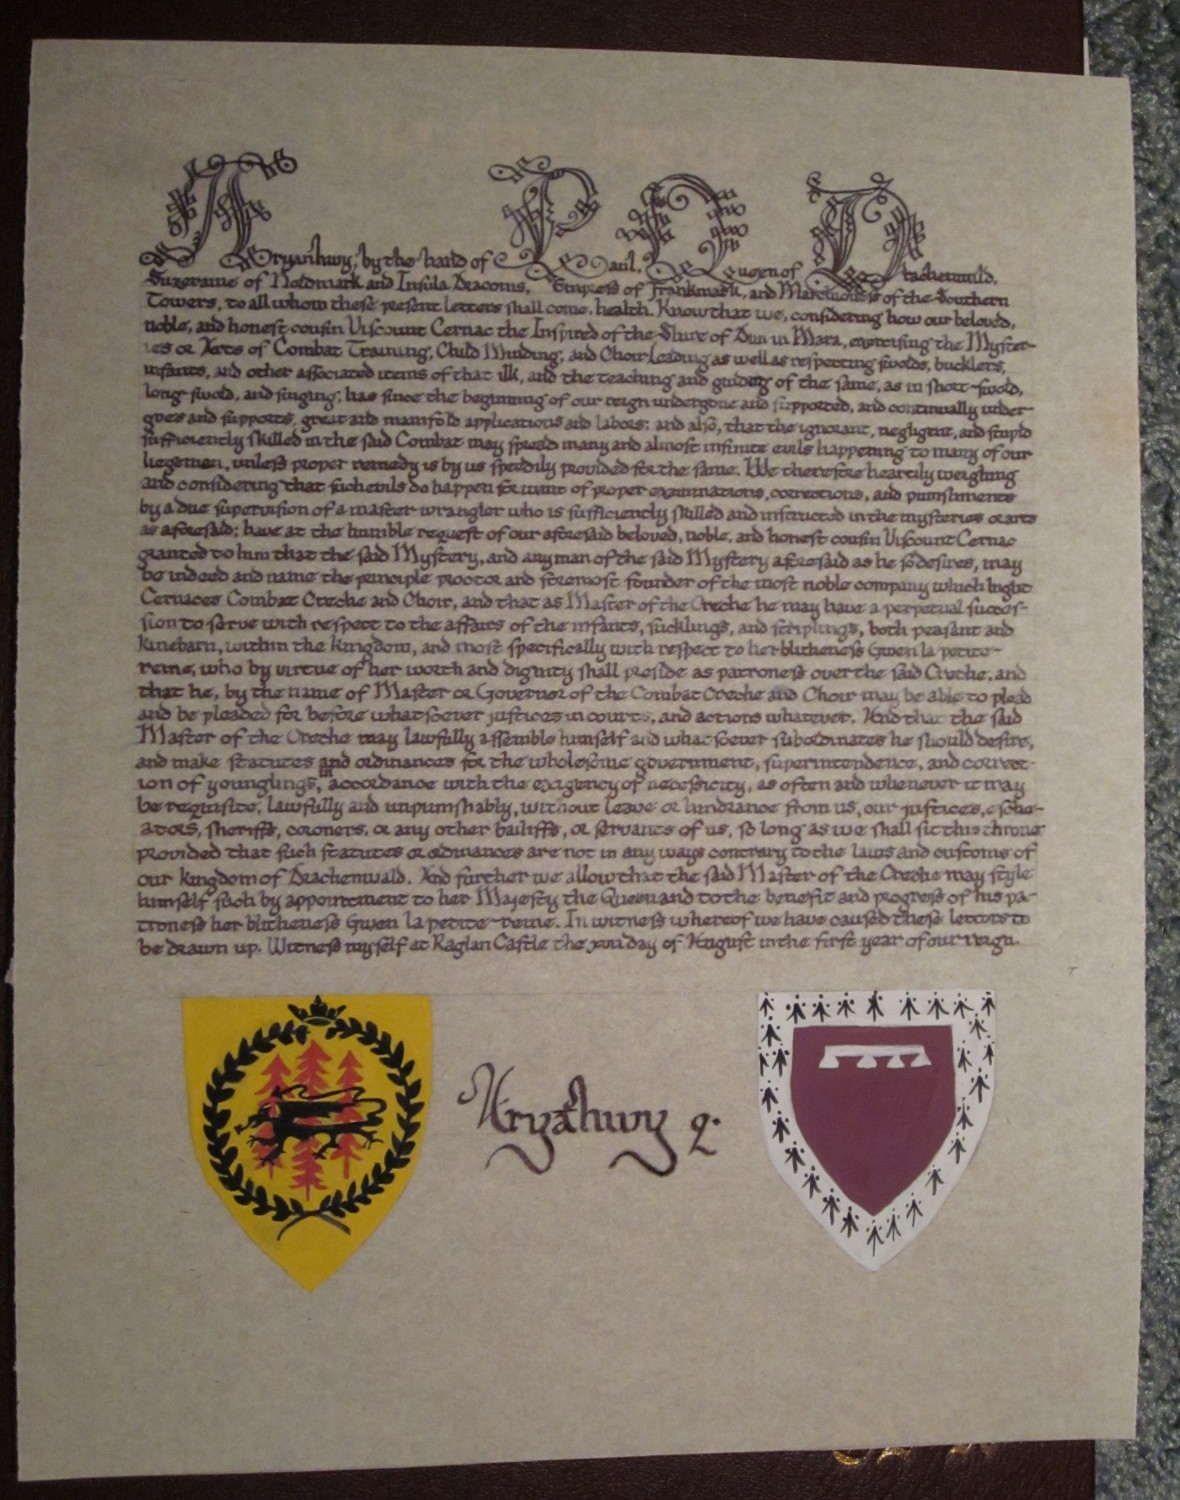 Aryanhwy, by the hand of Paul, Queen of Drachenwald,
Suzeraine of Nordmark and Insula Draconis, Empress of Frankmark, and Marchioness of the Southern
Towers, to all whom these present letters shall come, health. Know that we, considering how our beloved,
noble, and honest cousin Viscount Cernac the Inspired of the Shire of Dun in Mara, exercising the Myster-
ies or Arts of Combat Training, Child Minding, and Choir Leading as well as respecting swords, bucklers,
infants, and other associated items of that ilk, and the teaching and guiding of the same, as in short-sword,
long-sword, and singing; has since the beginning of our reign undergone and supported, and continually under
goes and supports, great and manifold applications and labors; and also, that the ignorant, negligent, and stupid
sufficiently skilled in the said Combat may spread many and almost infinite evils happening to many of our
liegemen, unless proper remedy is by us speedily provided for the same. We therefore heartily weighing
and considering that such evils do happen for want of proper examinations, corrections, and punishments
by a due supervision of a master wrangler who is sufficiently skilled and instructed in the mysteries or arts
as aforesaid; have at the humble request of our aforesaid beloved, noble, and honest cousin Viscount Cernac
granted to him that the said Mystery, and any man of the said Mystery aforesaid as he so desires, may
be indeed and name the principle proctor and foremost founder of the most noble company which hight
Cernaces Combat Creche and Choir, and that as Master of the Creche he may have a perpetual succes-
sion to serve with respect to the affairs of the infants, sucklings, and striplings, both peasant and
kinebarn, within the kingdom, and most specifically with respect to her blitheness Gwen la petite-
reine, who by virtue of her worth and dignity shall preside as patroness over the said Creche, and
that he, by the name of Master or Governor of the Combat Creche and Choir may be able to plead
and be pleaded for before whatsoever justices in courts, and actions whatever. And that the said
Master of the Creche may lawfully assemble himself and whatsoever subordinates he should desire,
and make statutes and ordinances for the wholesome government, superintendence, and correct-
ion of younglings, in accordance with the exigency of necessicity, as often and whenever it may
be requisite, lawfully and unpunishably, without leave or hindrance from us, our justices, esche-
ators, sheriffs, coroners, or any other bailiffs, or servants of us, so long as we shall sit this throne
provided that such statutes or ordinances are not in any ways contrary to the laws and customs of
our kingdom of Drachenwald. And further we allow that the said Master of the Creche may style
himself such by appointment to her Majesty the Queen and to the benefit and progress of his pa-
troness her blitheness Gwen la petite-reine. In witness whereof we have caused these letters to
be drawn up. Witness myself at Raglan Castle the day of August in the first year of our reign.
Aryanhwy